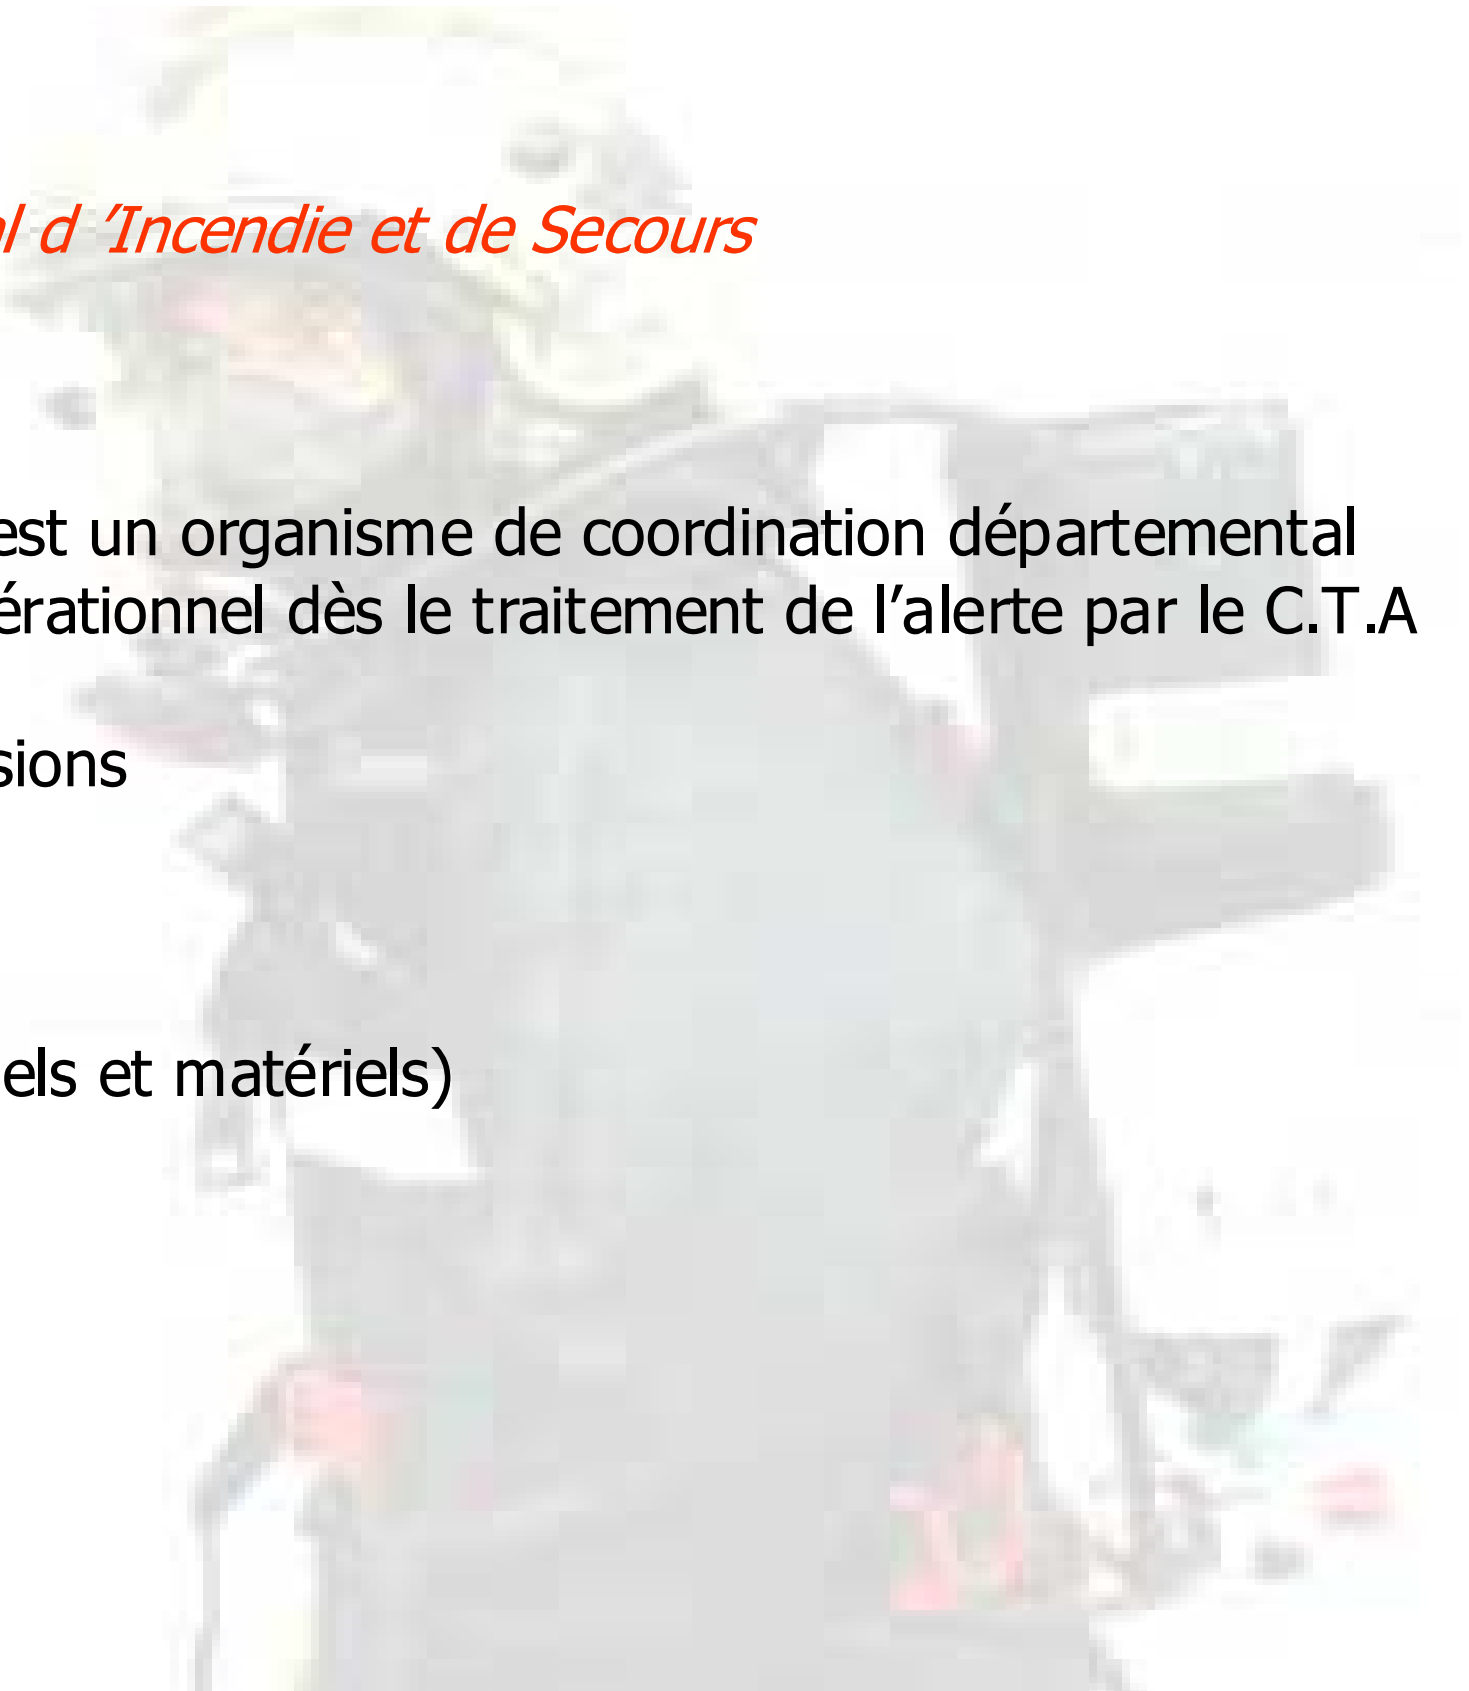 al d ’Incendie et de Secours
est un organisme de coordination départemental
érationnel dès le traitement de l’alerte par le C.T.A
sions
els et matériels)